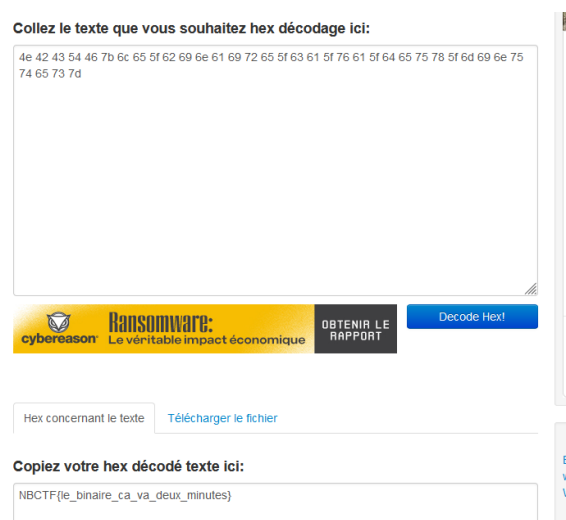 Collez le texte que vous souhaitez hex décodage ici:
4e 42 43 54 46 7b 6c 65 5f 62 69 6e 61 69 72 65 5f 63 61 5f 76 61 5f 64 65 75 78 5f 6d 69 6e 75
74 65 73 7d
cybereason
Ransomware:
Le véritable impact économique
OBTENIR LE
RAPPORT
Decode Hex!
Hex concernant le texte
Télécharger le fichier
Copiez votre hex décodé texte ici:
NBCTF{le_binaire_ca_va_deux_minutes}